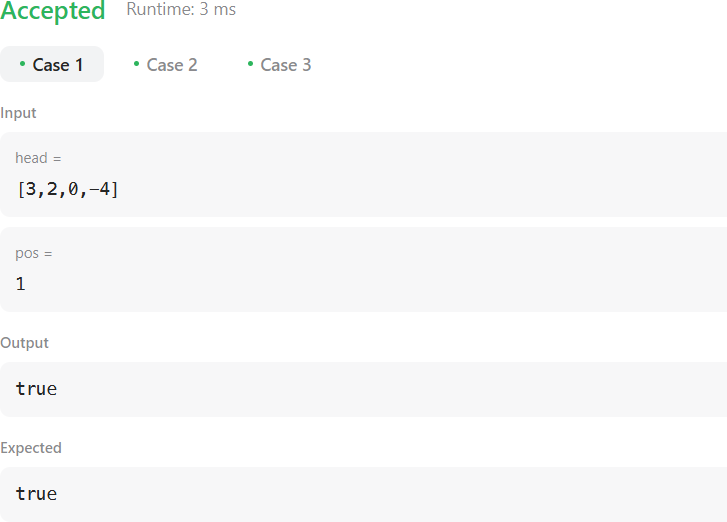 Accepted Runtime: 3 ms
• Case 1 • Case 2 • Case 3
Input
head =
[3,2,0,-4]
pos =
1
Output
true
Expected
true